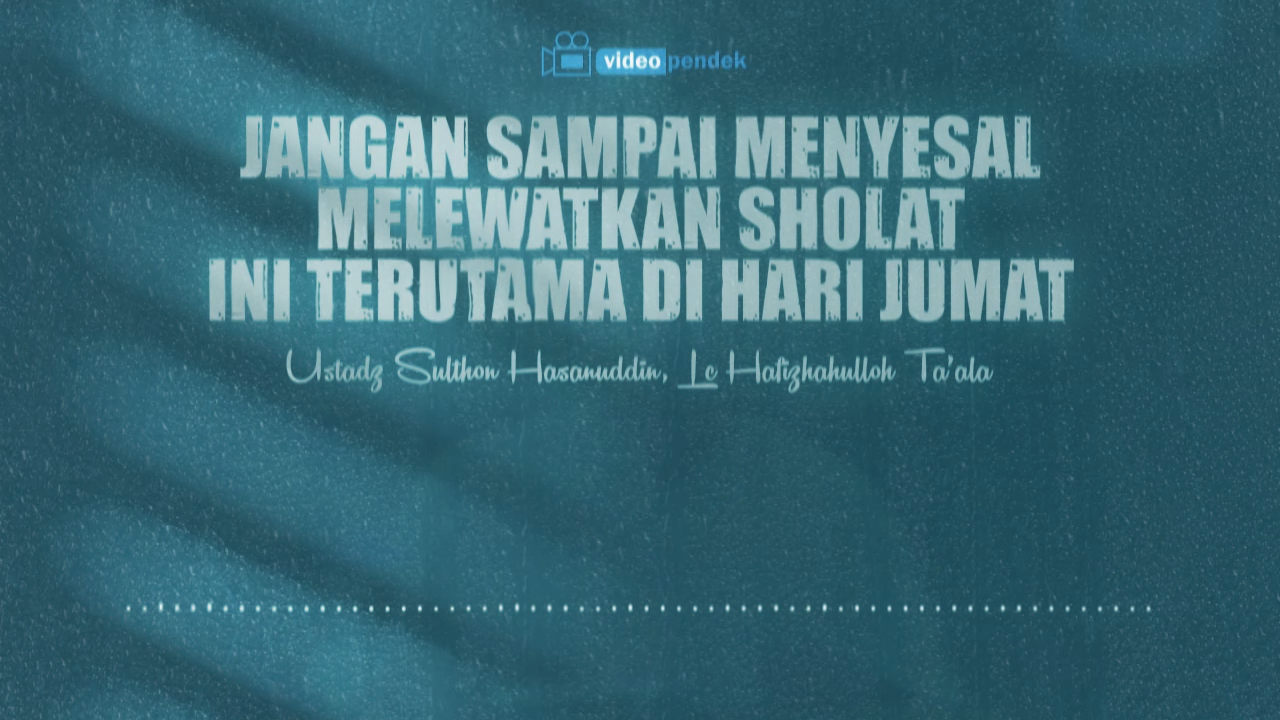 videopendek
JANGAN SAMPAI MENYESAL
MELEWATKAN SHOLAT
INI TERUTAMA DI HARI JUMAT
Ustadz Sulthon Hasanuddin, Lc Hafizhahulloh Ta'ala